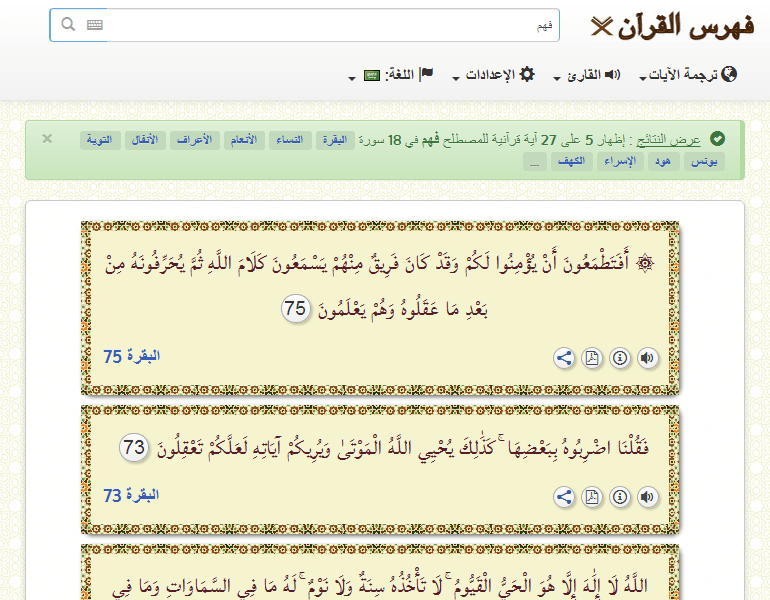 فهرس القرآن
فهم
ترجمة الآيات
القارئ
الإعدادات
اللغة:
عرض النتائج : إظهار 5 على 27 آية قرآنية للمصطلح فهم في 18 سورة البقرة النساء الأنعام الأعراف الأنفال التوبة ×
يونس هود الإسراء الكهف ...
۞ أَفَتَطْمَعُونَ أَنْ يُؤْمِنُوا لَكُمْ وَقَدْ كَانَ فَرِيقٌ مِنْهُمْ يَسْمَعُونَ كَلَامَ اللَّهِ ثُمَّ يُحَرِّفُونَهُ مِنْ
بَعْدِ مَا عَقَلُوهُ وَهُمْ يَعْلَمُونَ 75
البقرة 75
فَقُلْنَا اضْرِبُوهُ بِبَعْضِهَا ۚ كَذَٰلِكَ يُحْيِي اللَّهُ الْمَوْتَىٰ وَيُرِيكُمْ آيَاتِهِ لَعَلَّكُمْ تَعْقِلُونَ 73
البقرة 73
اللَّهُ لَا إِلَٰهَ إِلَّا هُوَ الْحَيُّ الْقَيُّومُ ۚ لَا تَأْخُذُهُ سِنَةٌ وَلَا نَوْمٌ ۚ لَهُ مَا فِي السَّمَاوَاتِ وَمَا فِي